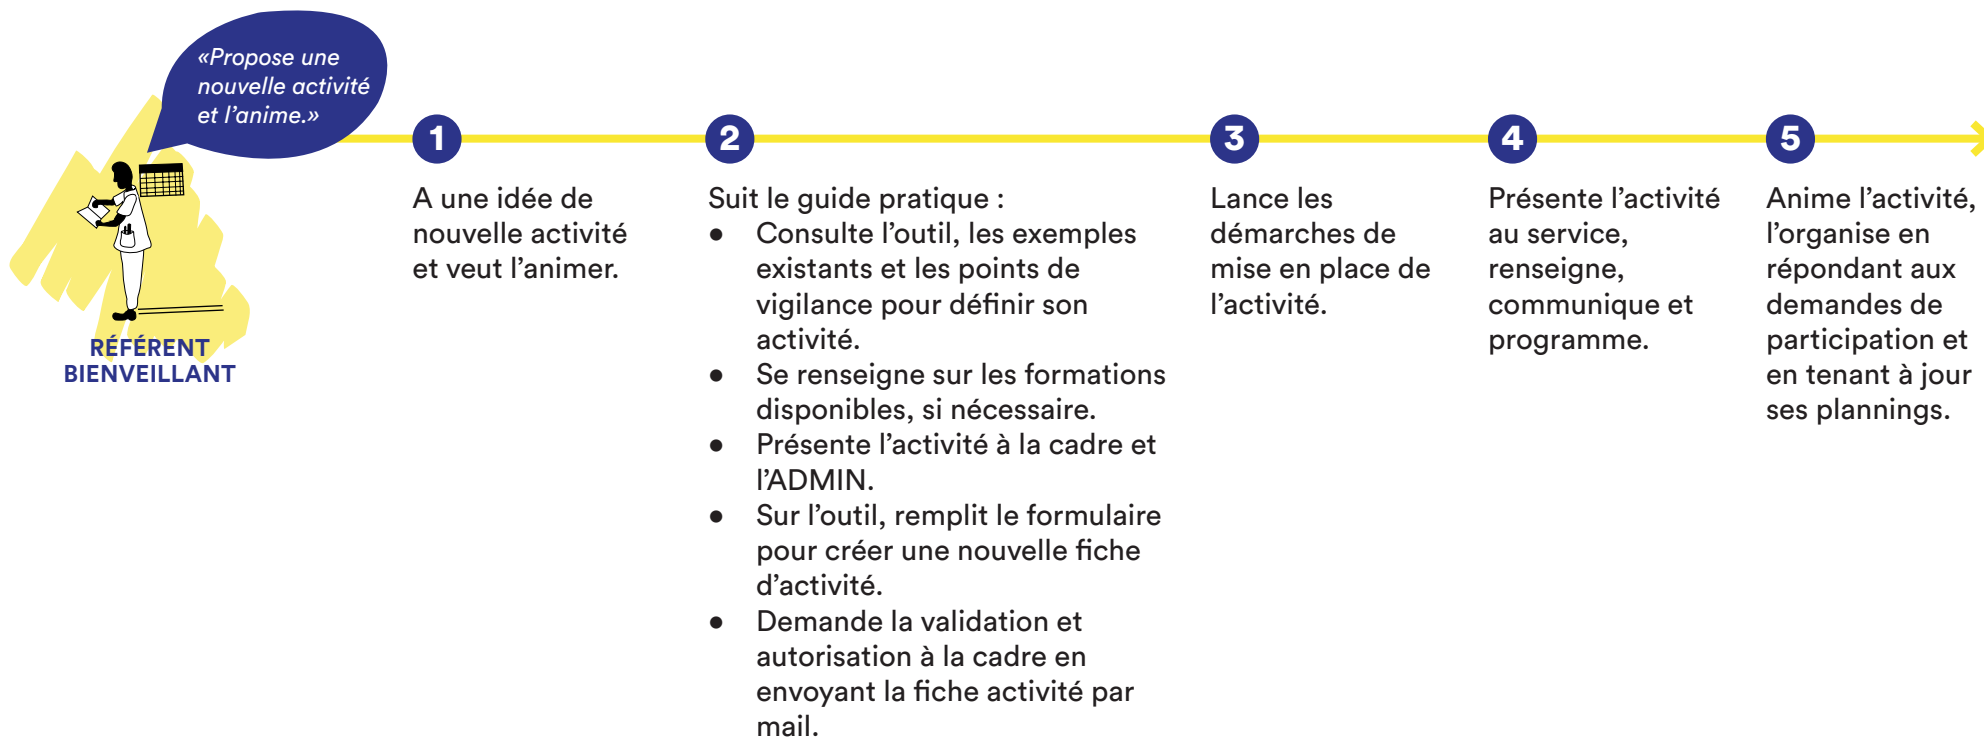 «Propose une
nouvelle activité
et l’anime.»
RÉFÉRENT
BIENVEILLANT
1
A une idée de
nouvelle activité
et veut l’animer.
2
Suit le guide pratique :
● Consulte l’outil, les exemples
existants et les points de
vigilance pour définir son
activité.
● Se renseigne sur les formations
disponibles, si nécessaire.
● Présente l’activité à la cadre et
l’ADMIN.
● Sur l’outil, remplit le formulaire
pour créer une nouvelle fiche
d’activité.
● Demande la validation et
autorisation à la cadre en
envoyant la fiche activité par
mail.
3
Lance les
démarches de
mise en place de
l’activité.
4
Présente l’activité
au service,
renseigne,
communique et
programme.
5
Anime l’activité,
l’organise en
répondant aux
demandes de
participation et
en tenant à jour
ses plannings.